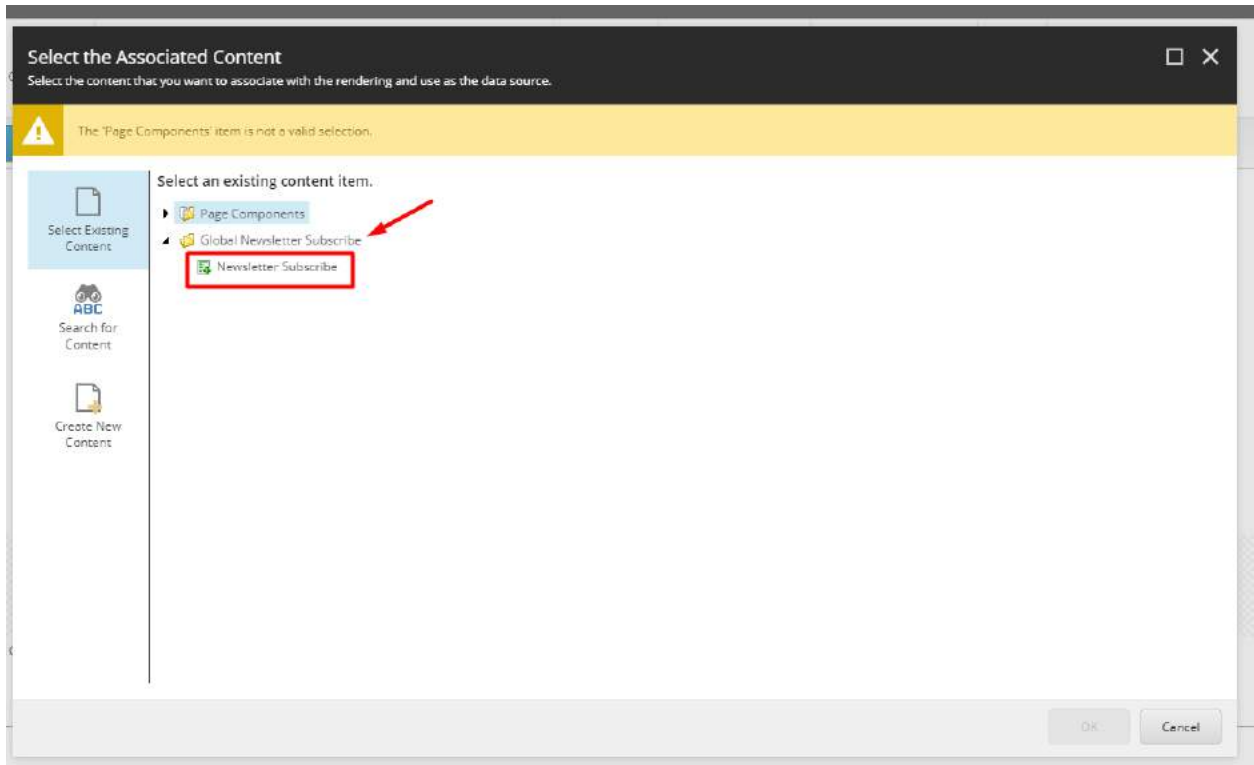 Select the Associated Content
Select the content that you want to associate with the rendering and use as the data source.
The 'Page Components' item is not a valid selection.
Select an existing content item.
Page Components
Global Newsletter Subscribe
Newsletter Subscribe
Select Existing
Content
ABC
Search for
Content
Create New
Content
OK
Cancel